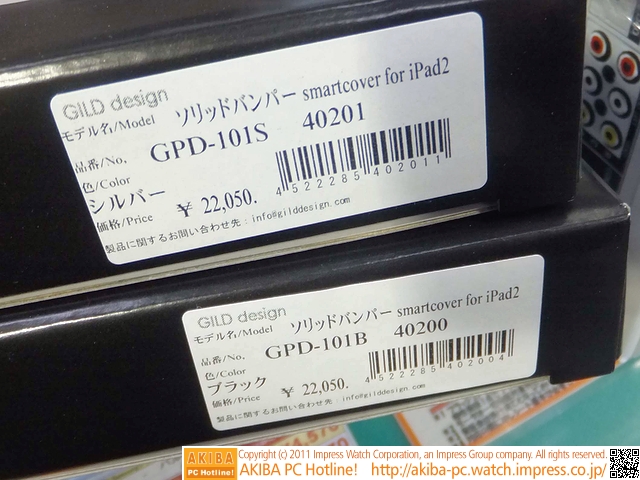 GILD design
モデル名/Model ソリッドバンパー smartcover for iPad2
品番/No. GPD-101S 40201
色/Color
シルバー
4522285402011
価格/Price ¥ 22,050.
製品に関するお問い合わせ先：info@gilddesign.com
GILD design
モデル名/Model ソリッドバンパー smartcover for iPad2
品番/No. GPD-101B 40200
色/Color
ブラック
4522285402004
価格/Price ¥ 22,050.
製品に関するお問い合わせ先：info@gilddesign.com
AKIBA PC Hotline!
Copyright (c) 2011 Impress Watch Corporation, an Impress Group company. All rights reserved.
AKIBA PC Hotline! http://akiba-pc.watch.impress.co.jp/